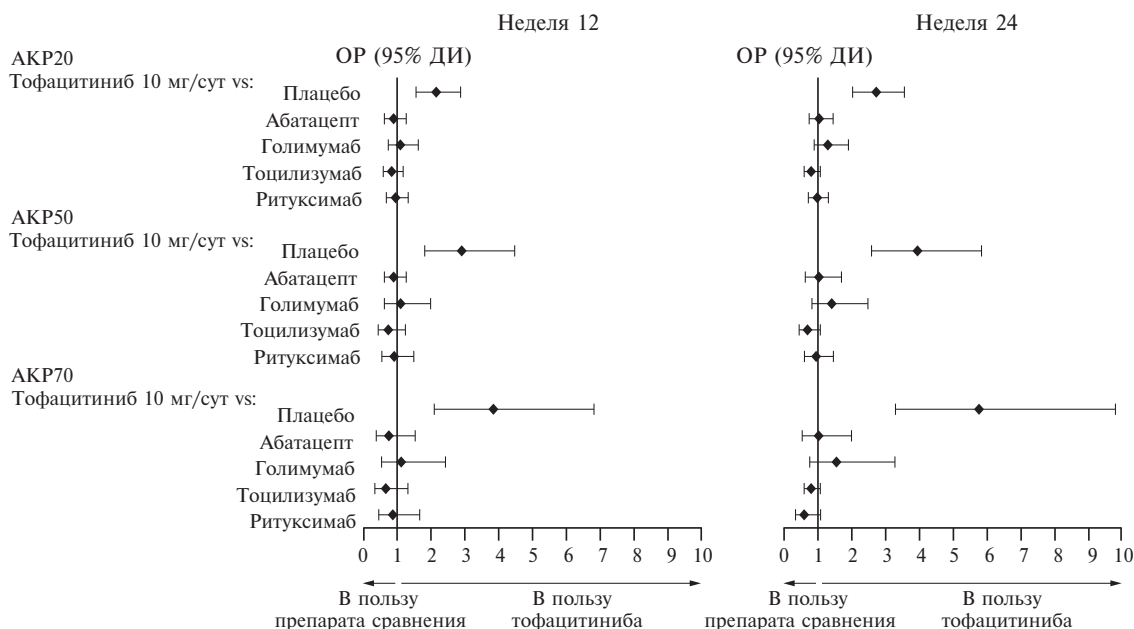 Неделя 12
Неделя 24
ОР (95% ДИ)
ОР (95% ДИ)
АКР20
Тофацитиниб 10 мг/сут vs:
Плацебо
Абатацепт
Голимумаб
Тоцилизумаб
Ритуксимаб
АКР50
Тофацитиниб 10 мг/сут vs:
Плацебо
Абатацепт
Голимумаб
Тоцилизумаб
Ритуксимаб
АКР70
Тофацитиниб 10 мг/сут vs:
Плацебо
Абатацепт
Голимумаб
Тоцилизумаб
Ритуксимаб
0 1 2 3 4 5 6 7 8 9 10
0 1 2 3 4 5 6 7 8 9 10
В пользу
препарата сравнения
В пользу
тофацитиниба
В пользу
препарата сравнения
В пользу
тофацитиниба